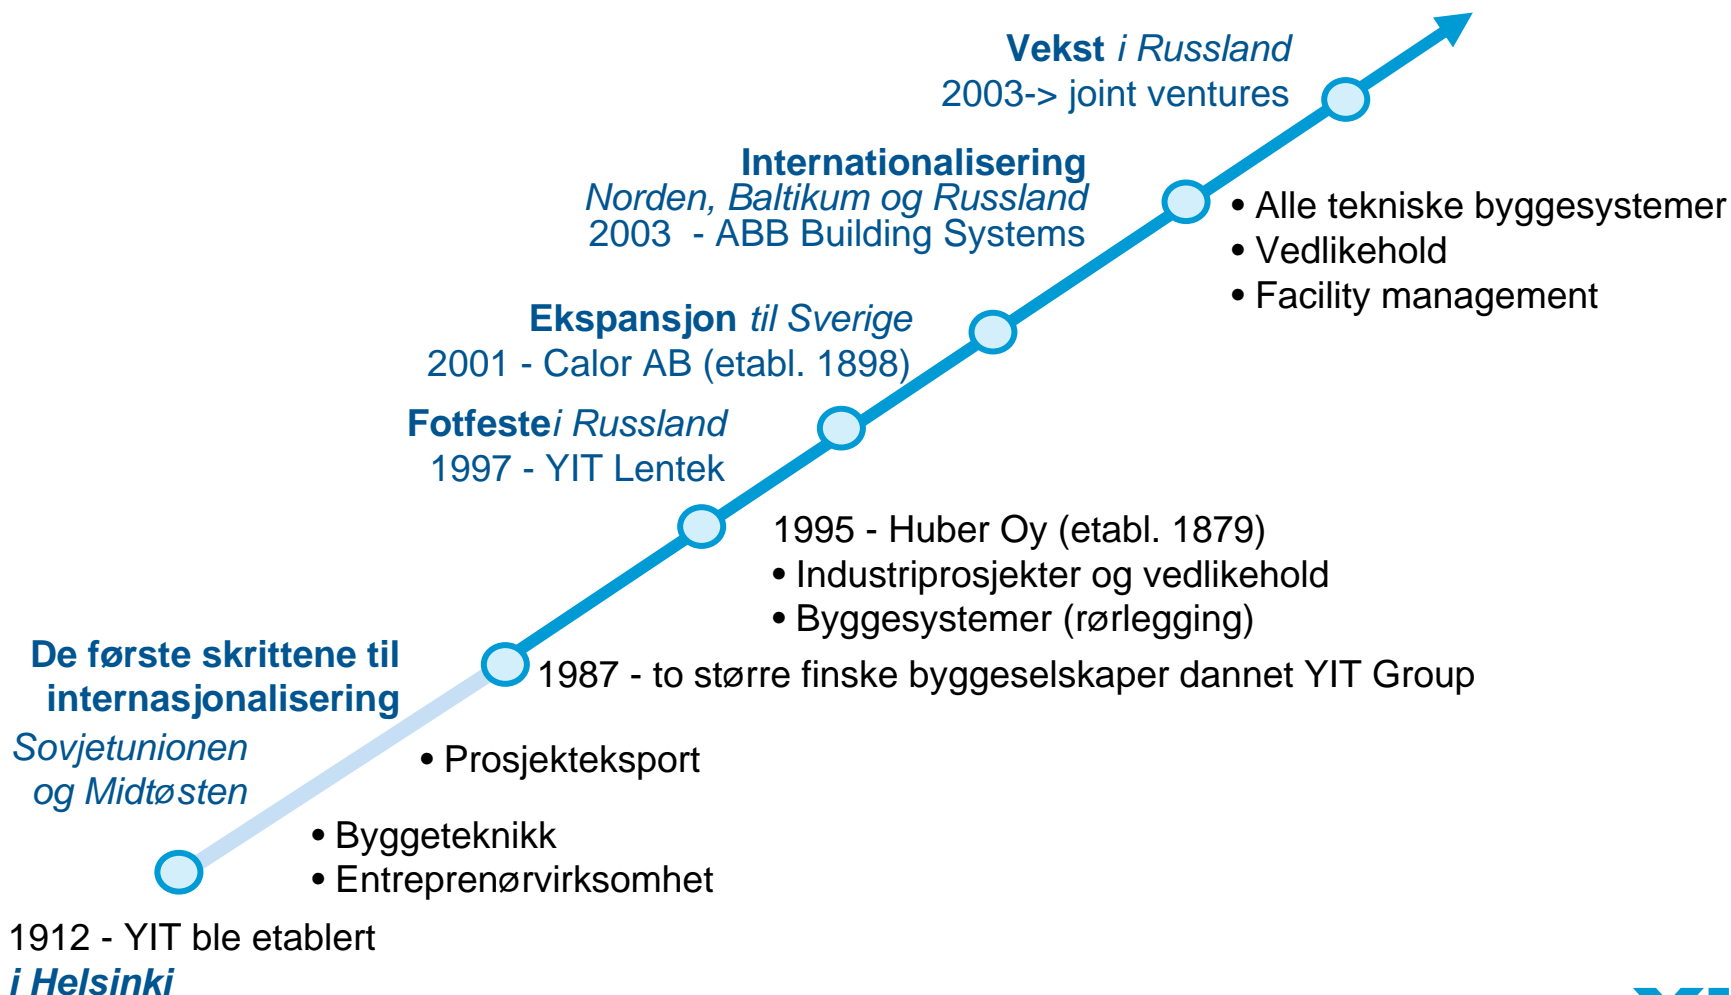 Vekst i Russland
2003-> joint ventures
Internationalisering
Norden, Baltikum og Russland
2003 - ABB Building Systems
• Alle tekniske byggesystemer
• Vedlikehold
• Facility management
Ekspansjon til Sverige
2001 - Calor AB (etabl. 1898)
Fotfeste i Russland
1997 - YIT Lentek
1995 - Huber Oy (etabl. 1879)
• Industriprosjekter og vedlikehold
• Byggesystemer (rørlegging)
De første skrittene til
internasjonalisering
1987 - to større finske byggeselskaper dannet YIT Group
Sovjetunionen
og Midtøsten
• Prosjekteksport
• Byggeteknikk
• Entreprenørvirksomhet
1912 - YIT ble etablert
i Helsinki